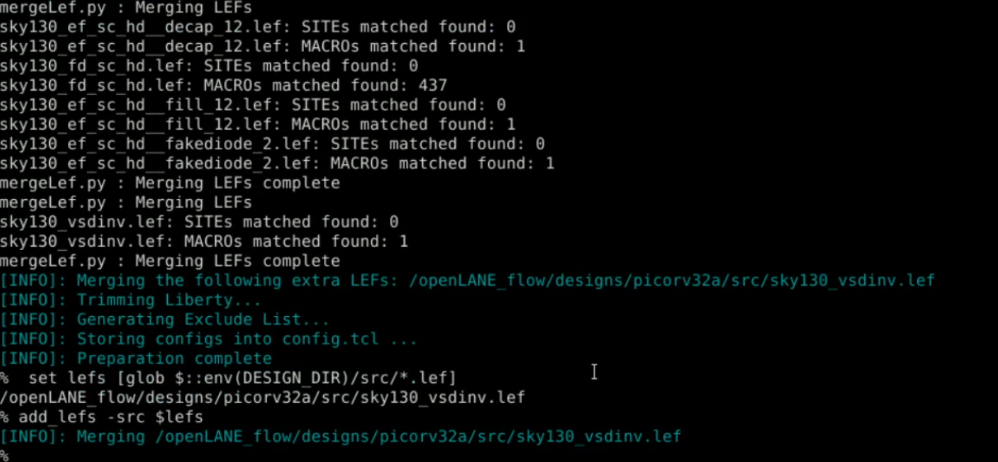 mergeLef.py : Merging LEFs
sky130_ef_sc_hd__decap_12.lef: SITEs matched found: 0
sky130_ef_sc_hd__decap_12.lef: MACROs matched found: 1
sky130_fd_sc_hd.lef: SITEs matched found: 0
sky130_fd_sc_hd.lef: MACROs matched found: 437
sky130_ef_sc_hd__fill_12.lef: SITEs matched found: 0
sky130_ef_sc_hd__fill_12.lef: MACROs matched found: 1
sky130_ef_sc_hd__fakediode_2.lef: SITEs matched found: 0
sky130_ef_sc_hd__fakediode_2.lef: MACROs matched found: 1
mergeLef.py : Merging LEFs complete
mergeLef.py : Merging LEFs
sky130_vsdinv.lef: SITEs matched found: 0
sky130_vsdinv.lef: MACROs matched found: 1
mergeLef.py : Merging LEFs complete
[INFO]: Merging the following extra LEFs: /openLANE_flow/designs/picorv32a/src/sky130_vsdinv.lef
[INFO]: Trimming Liberty...
[INFO]: Generating Exclude List...
[INFO]: Storing configs into config.tcl ...
[INFO]: Preparation complete
%  set lefs [glob $::env(DESIGN_DIR)/src/*.lef]
/openLANE_flow/designs/picorv32a/src/sky130_vsdinv.lef
% add_lefs -src $lefs
[INFO]: Merging /openLANE_flow/designs/picorv32a/src/sky130_vsdinv.lef
%